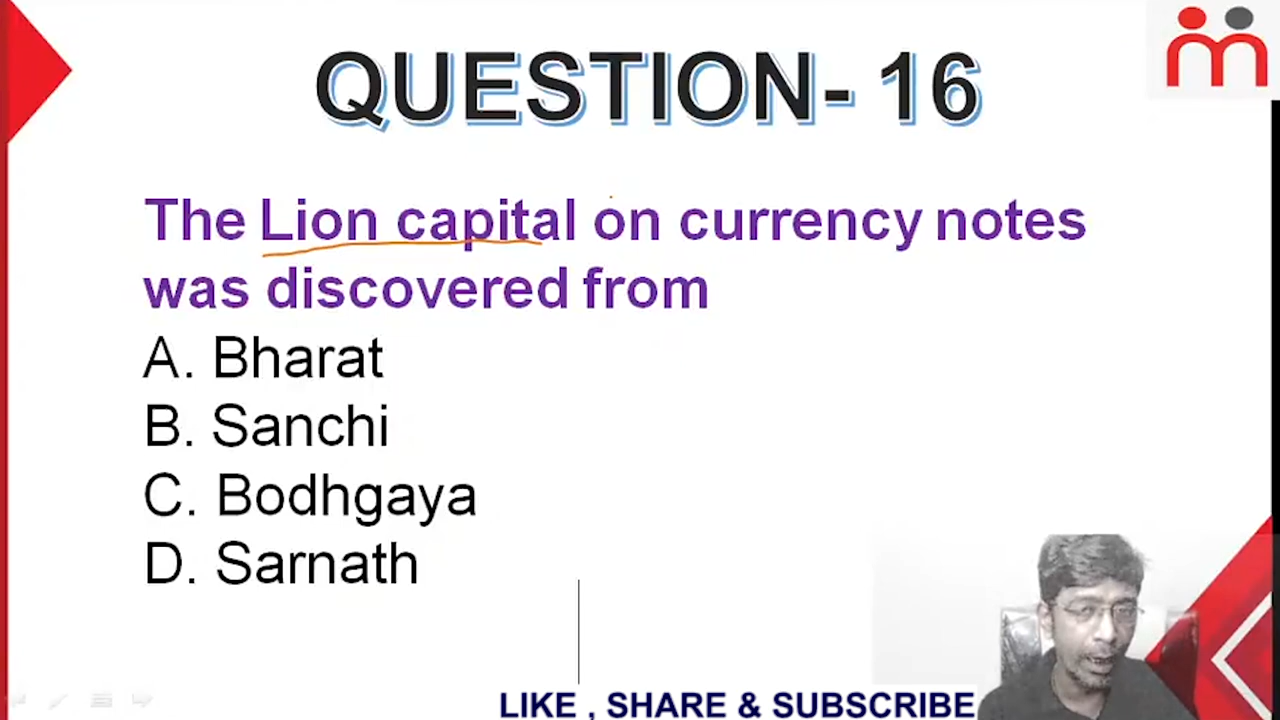 QUESTION- 16
The Lion capital on currency notes
was discovered from
A. Bharat
B. Sanchi
C. Bodhgaya
D. Sarnath
LIKE , SHARE & SUBSCRIBE